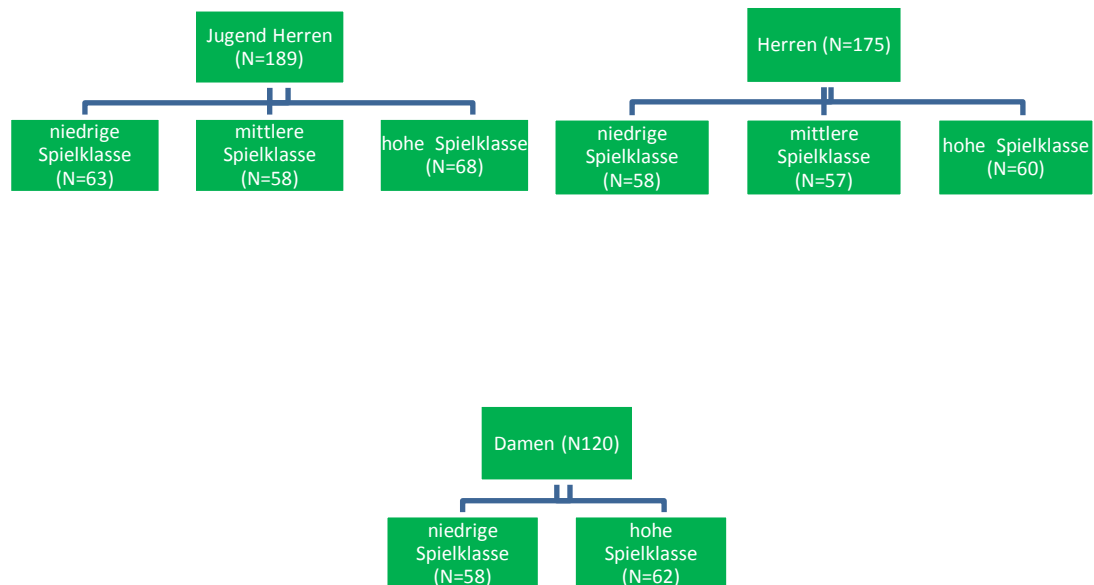 Jugend Herren
(N=189)
niedrige
Spielklasse
(N=63)
mittlere
Spielklasse
(N=58)
hohe Spielklasse
(N=68)
Herren (N=175)
niedrige
Spielklasse
(N=58)
mittlere
Spielklasse
(N=57)
hohe Spielklasse
(N=60)
Damen (N120)
niedrige
Spielklasse
(N=58)
hohe
Spielklasse
(N=62)